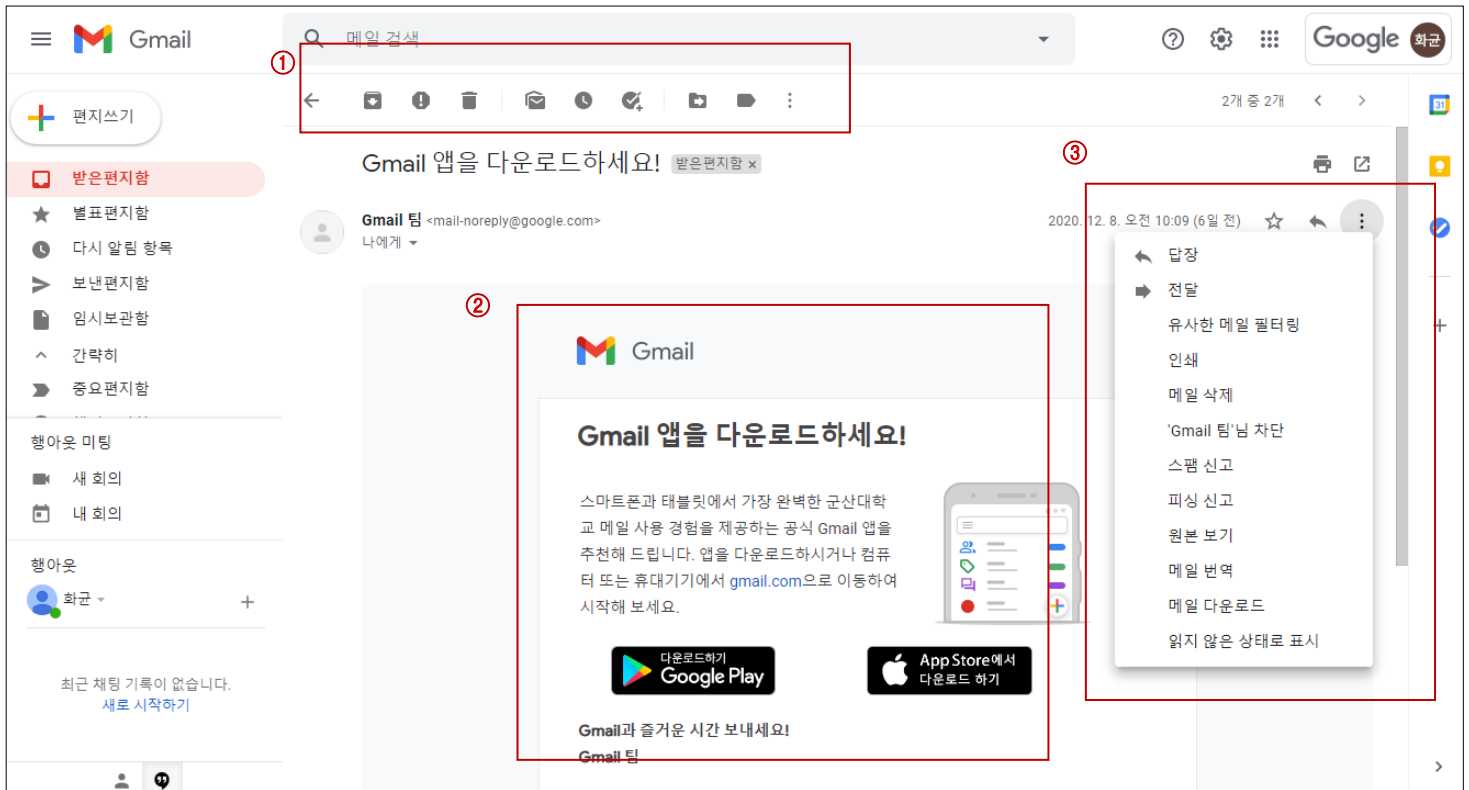 Gmail
메일 검색
Google
화균
①
편지쓰기
2개 중 2개
31
받은편지함
별표편지함
다시 알림 항목
보낸편지함
임시보관함
간략히
중요편지함
행아웃 미팅
새 회의
내 회의
행아웃
화균
최근 채팅 기록이 없습니다.
새로 시작하기
Gmail 앱을 다운로드하세요! 받은편지함 x
③
Gmail 팀 <mail-noreply@google.com>
2020. 12. 8. 오전 10:09 (6일 전)
나에게
②
Gmail
Gmail 앱을 다운로드하세요!
스마트폰과 태블릿에서 가장 완벽한 군산대학
교 메일 사용 경험을 제공하는 공식 Gmail 앱을
추천해 드립니다. 앱을 다운로드하시거나 컴퓨
터 또는 휴대기기에서 gmail.com으로 이동하여
시작해 보세요.
다운로드하기
Google Play
App Store에서
다운로드 하기
Gmail과 즐거운 시간 보내세요!
Gmail 팀
답장
전달
유사한 메일 필터링
인쇄
메일 삭제
'Gmail 팀'님 차단
스팸 신고
피싱 신고
원본 보기
메일 번역
메일 다운로드
읽지 않은 상태로 표시